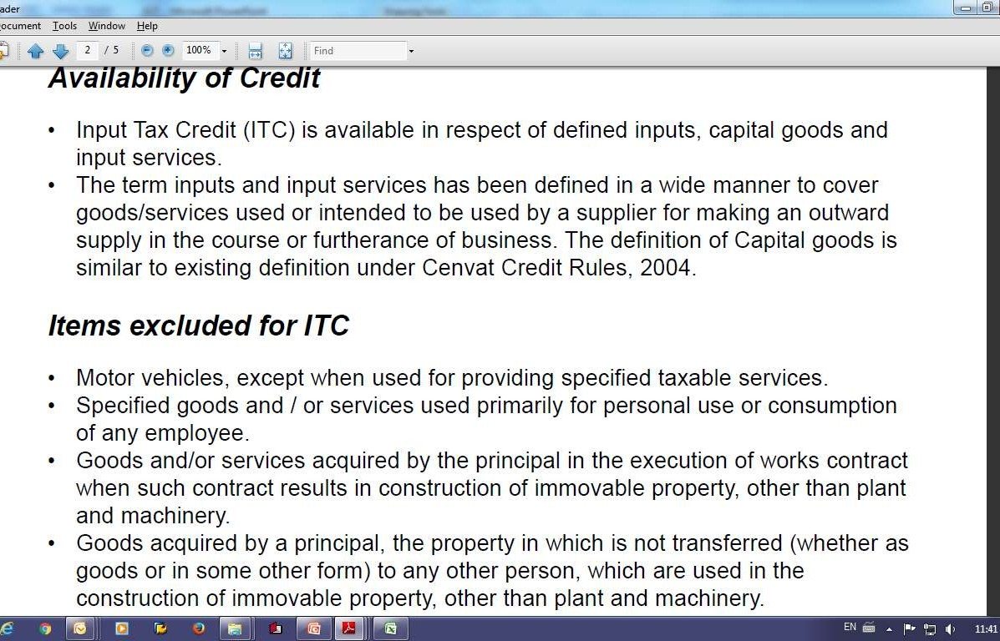 ader
ocument Tools Window Help
2 / 5 100% Find
Availability of Credit
• Input Tax Credit (ITC) is available in respect of defined inputs, capital goods and
input services.
• The term inputs and input services has been defined in a wide manner to cover
goods/services used or intended to be used by a supplier for making an outward
supply in the course or furtherance of business. The definition of Capital goods is
similar to existing definition under Cenvat Credit Rules, 2004.
Items excluded for ITC
• Motor vehicles, except when used for providing specified taxable services.
• Specified goods and / or services used primarily for personal use or consumption
of any employee.
• Goods and/or services acquired by the principal in the execution of works contract
when such contract results in construction of immovable property, other than plant
and machinery.
• Goods acquired by a principal, the property in which is not transferred (whether as
goods or in some other form) to any other person, which are used in the
construction of immovable property, other than plant and machinery.
EN 11:41